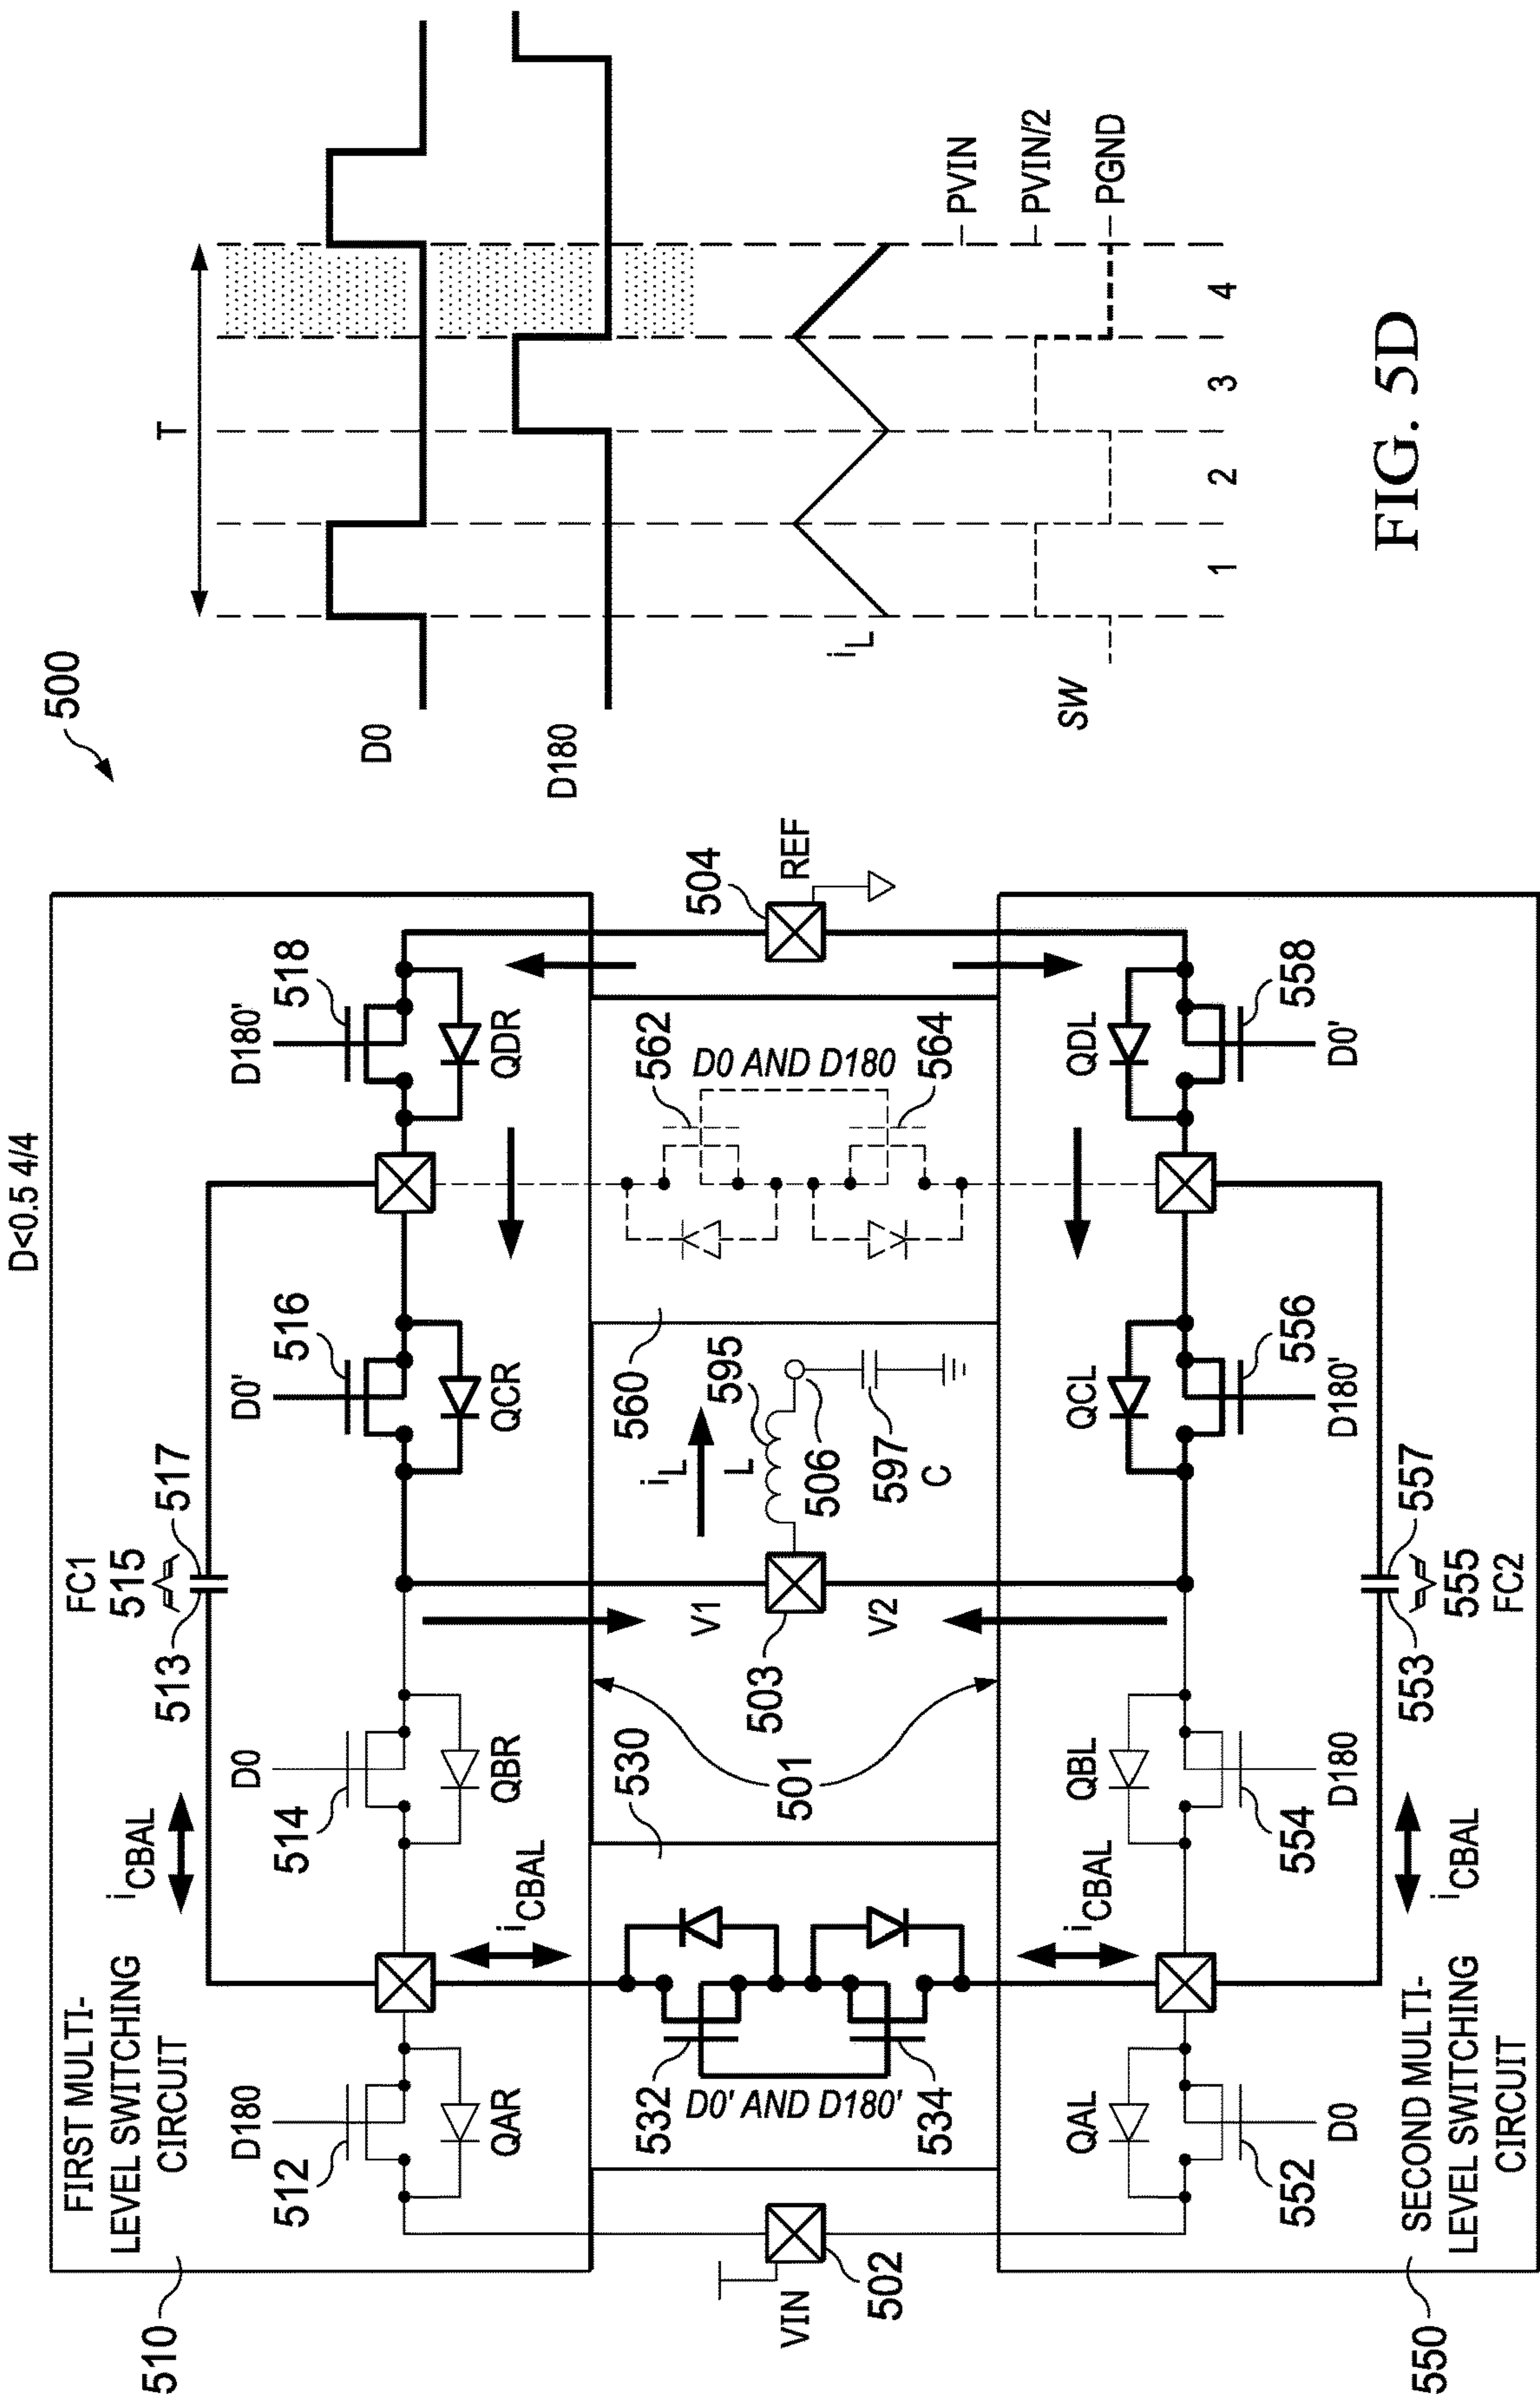 500
D<0.5 4/4
510
FIRST MULTI-
LEVEL SWITCHING
CIRCUIT
iCBAL
FC1
515
513
517
D180
512
QAR
D0
514
QBR
D0'
516
QCR
D180'
518
QDR
iCBAL
530
532
D0' AND D180'
534
iCBAL
501
V1
503
V2
iL
L
595
506
597
C
560
562
D0 AND D180
564
504
REF
VIN
502
QAL
552
D0
QBL
554
D180
QCL
556
D180'
QDL
558
D0'
550
SECOND MULTI-
LEVEL SWITCHING
CIRCUIT
iCBAL
553
557
555
FC2
T
D0
D180
iL
SW
PVIN
PVIN/2
PGND
1
2
3
4
FIG. 5D